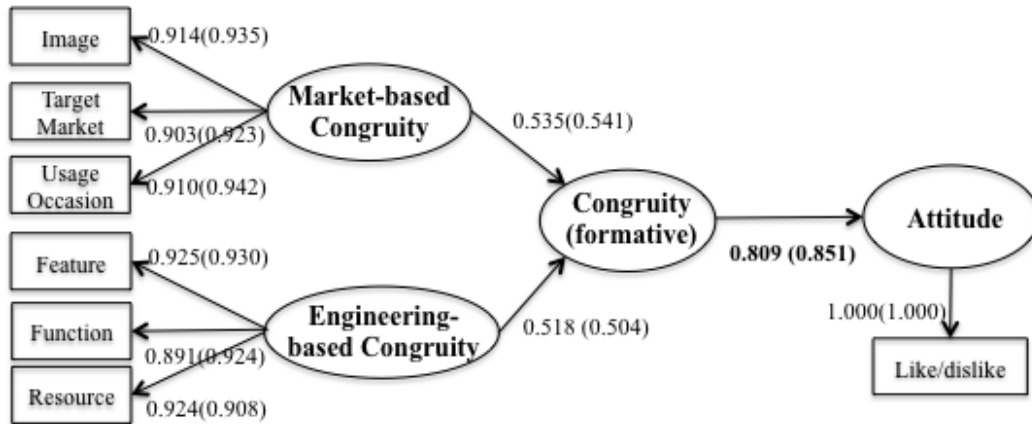 Image
0.914(0.935)
Target
Market
0.903(0.923)
Usage
Occasion
0.910(0.942)
Market-based
Congruity
0.535(0.541)
Feature
0.925(0.930)
Function
0.891(0.924)
Resource
0.924(0.908)
Engineering-
based Congruity
0.518 (0.504)
Congruity
(formative)
0.809 (0.851)
Attitude
1.000(1.000)
Like/dislike